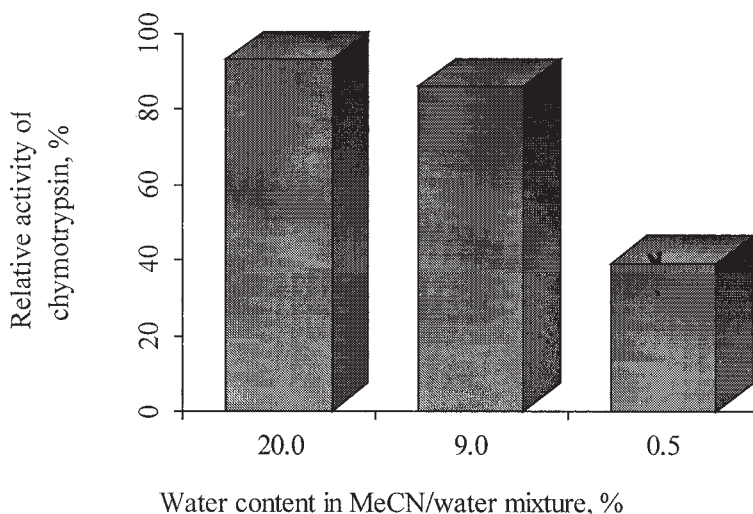 Relative activity of
chymotrypsin, %
100
80
60
40
20
0
20.0 9.0 0.5
Water content in MeCN/water mixture, %